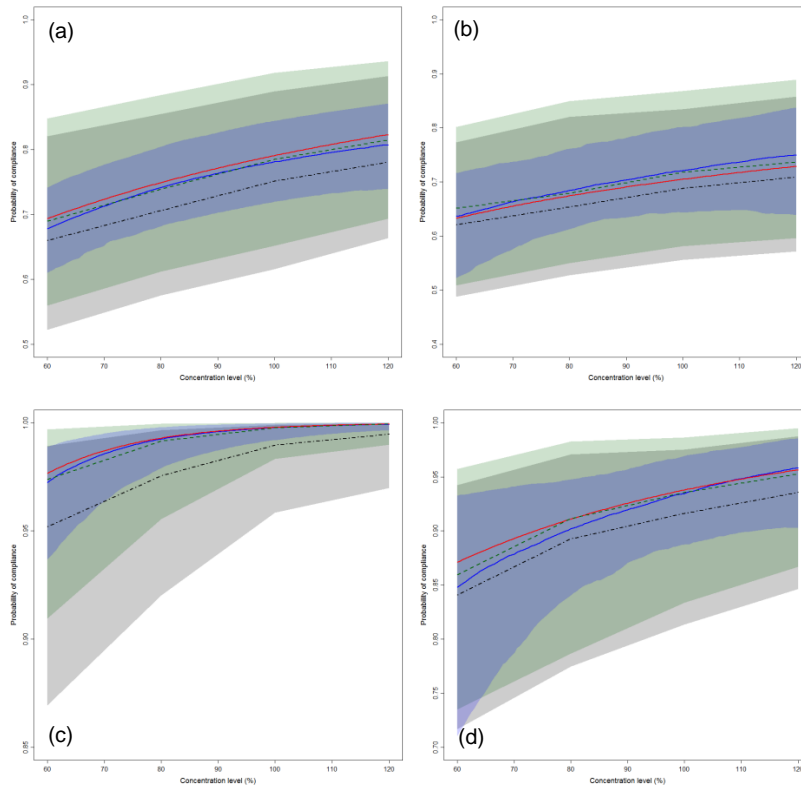 (a)
1.0
0.9
0.8
0.7
0.6
0.5
Probability of compliance
60 70 80 90 100 110 120
Concentration level (%)
(b)
1.0
0.9
0.8
0.7
0.6
0.5
0.4
Probability of compliance
60 70 80 90 100 110 120
Concentration level (%)
1.00
0.95
0.90
0.85
Probability of compliance
(c)
60 70 80 90 100 110 120
Concentration level (%)
1.00
0.95
0.90
0.85
0.80
0.75
0.70
Probability of compliance
(d)
60 70 80 90 100 110 120
Concentration level (%)